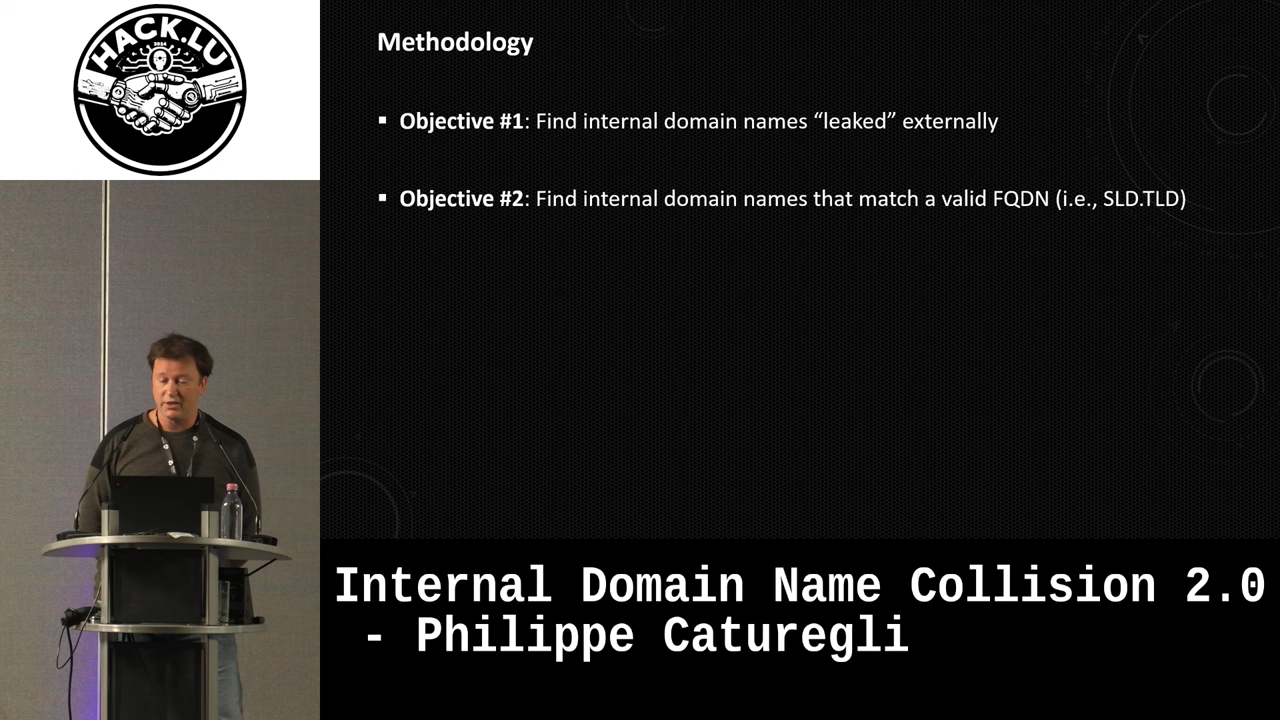 HACK.LU
2024
Methodology
▪ Objective #1: Find internal domain names “leaked” externally
▪ Objective #2: Find internal domain names that match a valid FQDN (i.e., SLD.TLD)
Internal Domain Name Collision 2.0
- Philippe Caturegli